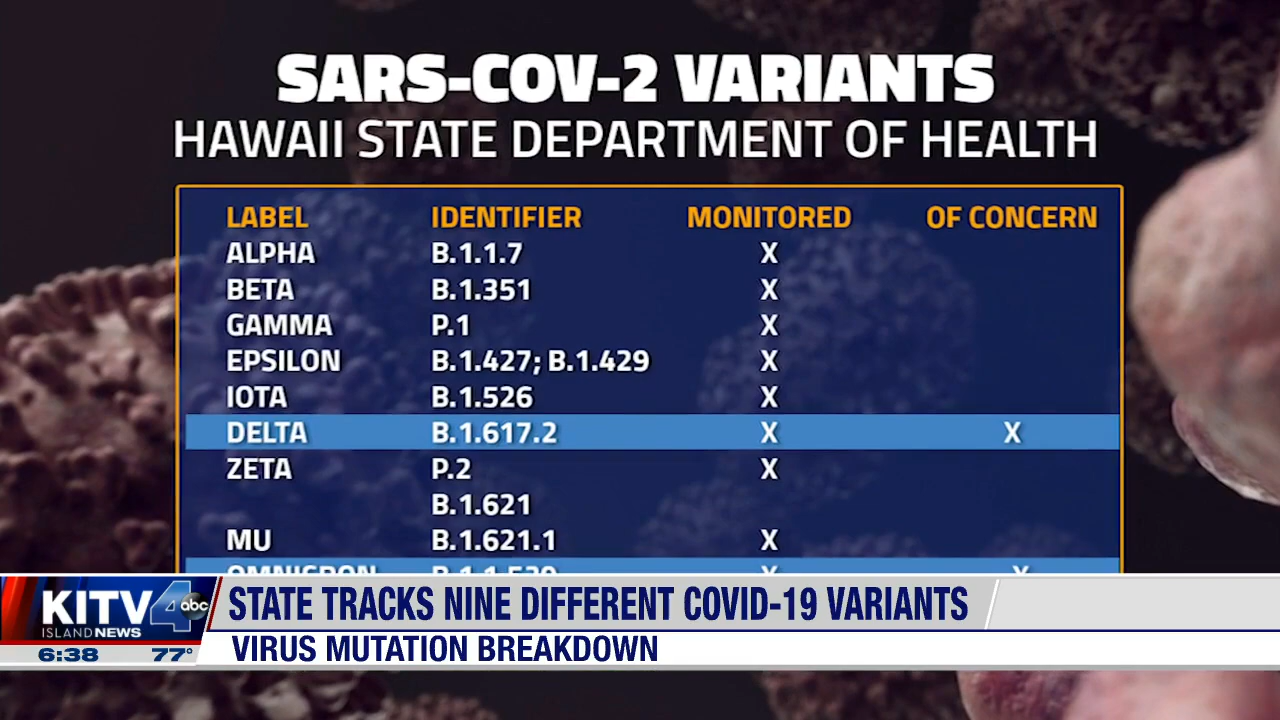 SARS-COV-2 VARIANTS
HAWAII STATE DEPARTMENT OF HEALTH
LABEL IDENTIFIER MONITORED OF CONCERN
ALPHA B.1.1.7 X
BETA B.1.351 X
GAMMA P.1 X
EPSILON B.1.427; B.1.429 X
IOTA B.1.526 X
DELTA B.1.617.2 X X
ZETA P.2 X
B.1.621
MU B.1.621.1 X
X X
KITV 4 abc
ISLAND NEWS
6:38 77°
STATE TRACKS NINE DIFFERENT COVID-19 VARIANTS
VIRUS MUTATION BREAKDOWN